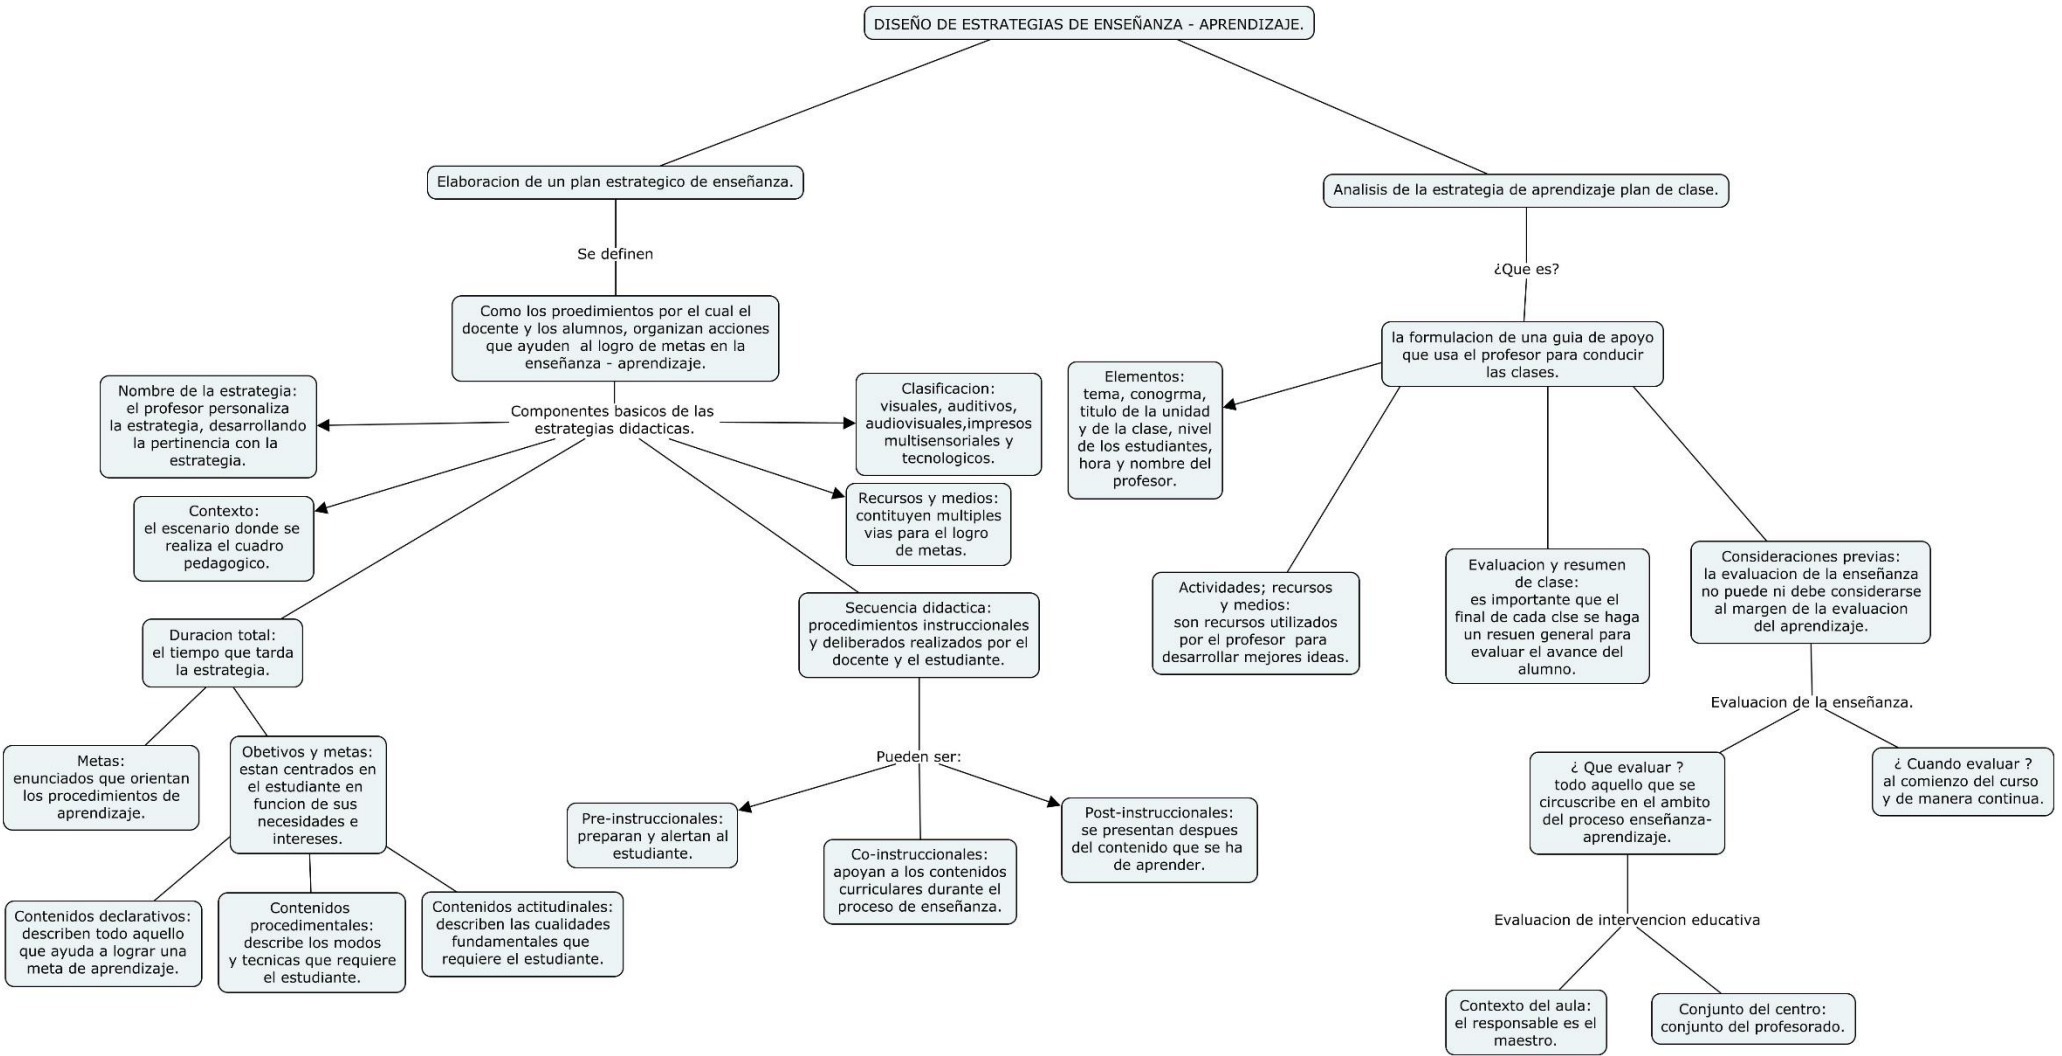 DISEÑO DE ESTRATEGIAS DE ENSEÑANZA - APRENDIZAJE.
Elaboracion de un plan estrategico de enseñanza.
Se definen
Como los proedimientos por el cual el
docente y los alumnos, organizan acciones
que ayuden  al logro de metas en la
enseñanza - aprendizaje.
Componentes basicos de las
estrategias didacticas.
Nombre de la estrategia:
el profesor personaliza
la estrategia, desarrollando
la pertinencia con la
estrategia.
Contexto:
el escenario donde se
realiza el cuadro
pedagogico.
Clasificacion:
visuales, auditivos,
audiovisuales,impresos
multisensoriales y
tecnologicos.
Recursos y medios:
contituyen multiples
vias para el logro
de metas.
Duracion total:
el tiempo que tarda
la estrategia.
Metas:
enunciados que orientan
los procedimientos de
aprendizaje.
Obetivos y metas:
estan centrados en
el estudiante en
funcion de sus
necesidades e
intereses.
Contenidos declarativos:
describen todo aquello
que ayuda a lograr una
meta de aprendizaje.
Contenidos
procedimentales:
describe los modos
y tecnicas que requiere
el estudiante.
Contenidos actitudinales:
describen las cualidades
fundamentales que
requiere el estudiante.
Secuencia didactica:
procedimientos instruccionales
y deliberados realizados por el
docente y el estudiante.
Pueden ser:
Pre-instruccionales:
preparan y alertan al
estudiante.
Co-instruccionales:
apoyan a los contenidos
curriculares durante el
proceso de enseñanza.
Post-instruccionales:
se presentan despues
del contenido que se ha
de aprender.
Analisis de la estrategia de aprendizaje plan de clase.
¿Que es?
la formulacion de una guia de apoyo
que usa el profesor para conducir
las clases.
Elementos:
tema, conogrma,
titulo de la unidad
y de la clase, nivel
de los estudiantes,
hora y nombre del
profesor.
Actividades; recursos
y medios:
son recursos utilizados
por el profesor  para
desarrollar mejores ideas.
Evaluacion y resumen
de clase:
es importante que el
final de cada clse se haga
un resuen general para
evaluar el avance del
alumno.
Consideraciones previas:
la evaluacion de la enseñanza
no puede ni debe considerarse
al margen de la evaluacion
del aprendizaje.
Evaluacion de la enseñanza.
¿ Que evaluar ?
todo aquello que se
circuscribe en el ambito
del proceso enseñanza-
aprendizaje.
¿ Cuando evaluar ?
al comienzo del curso
y de manera continua.
Evaluacion de intervencion educativa
Contexto del aula:
el responsable es el
maestro.
Conjunto del centro:
conjunto del profesorado.